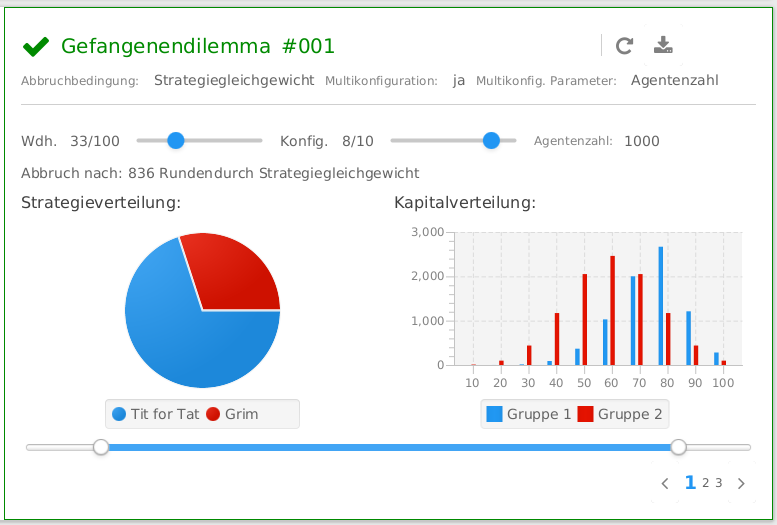 Gefangenendilemma #001
Abbruchbedingung: Strategiegleichgewicht Multikonfiguration: ja Multikonfig. Parameter: Agentenzahl
Wdh. 33/100 Konfig. 8/10 Agentenzahl: 1000
Abbruch nach: 836 Rundendurch Strategiegleichgewicht
Strategieverteilung: Kapitalverteilung:
3,000
2,000
1,000
0
10 20 30 40 50 60 70 80 90 100
Tit for Tat Grim
Gruppe 1 Gruppe 2
1 2 3